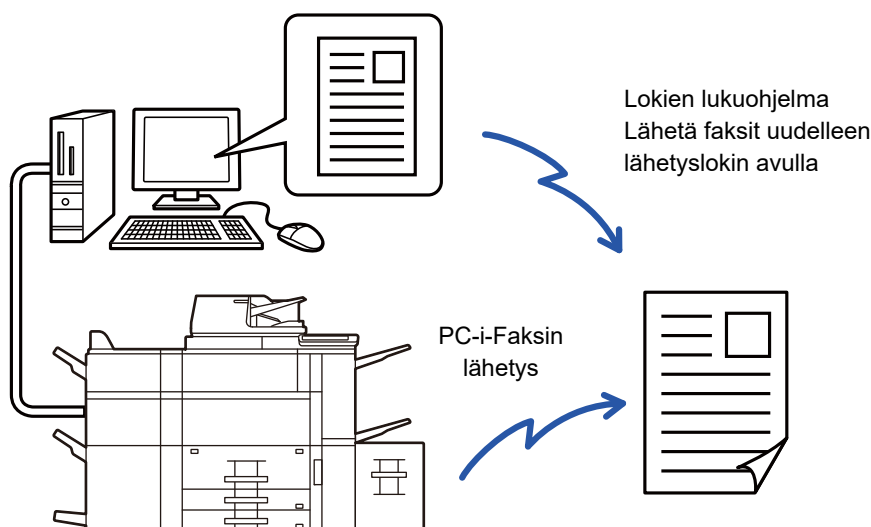 Lokien lukuohjelma
Lähetä faksit uudelleen
lähetyslokin avulla
PC-i-Faksin
lähetys